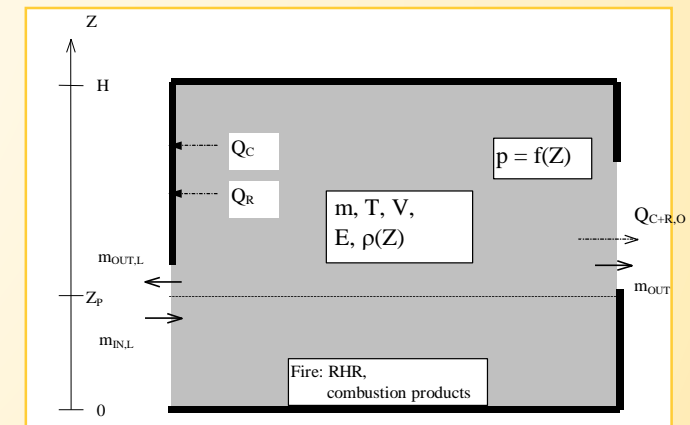 Z
H
Q_C
p = f(Z)
Q_R
m, T, V,
E, ρ(Z)
Q_C+R,O
m_OUT,L
m_OUT
Z_P
m_IN,L
Fire: RHR,
combustion products
0